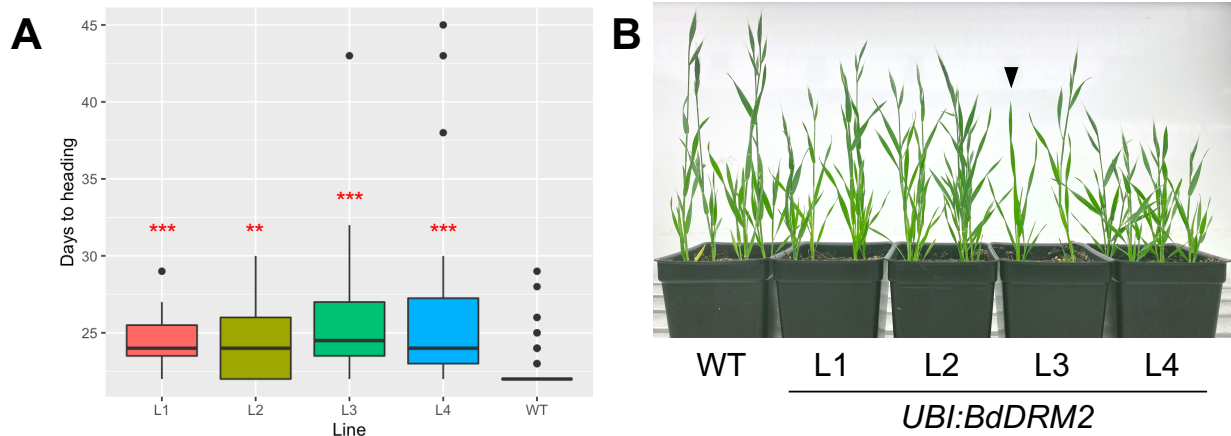 A
Days to heading
45
40
35
30
25
***
**
***
***
L1
L2
L3
L4
WT
Line
B
WT
L1
L2
L3
L4
UBI:BdDRM2